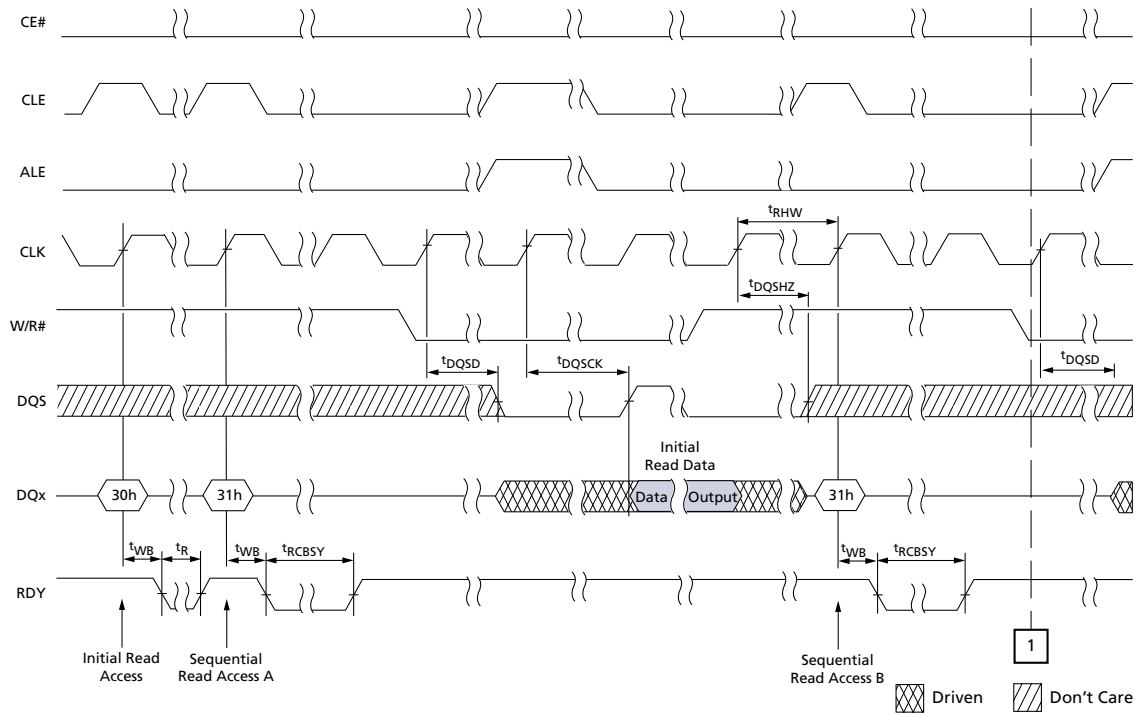 CE#
CLE
ALE
tRHW
CLK
tDQSHZ
W/R#
tDQSD
tDQSCK
tDQSD
DQS
Initial
Read Data
DQx
30h
31h
Data
Output
31h
tWB
tR
tWB
tRCBSY
tWB
tRCBSY
RDY
Initial Read
Access
Sequential
Read Access A
Sequential
Read Access B
1
Driven
Don't Care